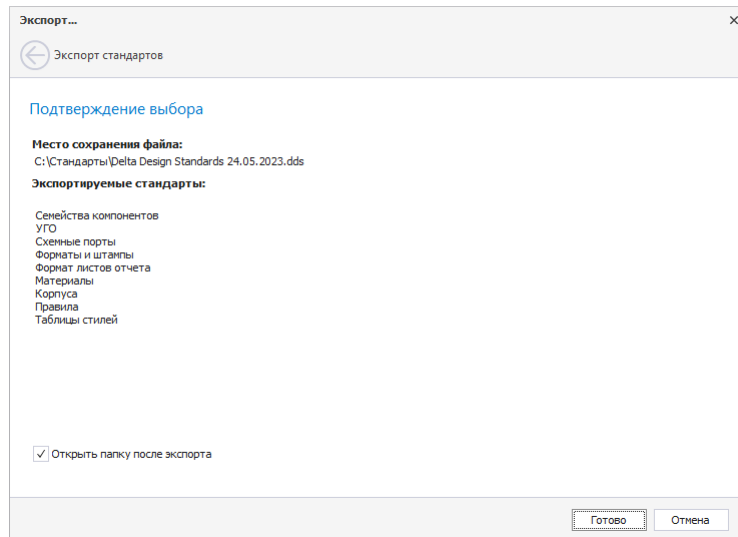 Экспорт...
Экспорт стандартов
Подтверждение выбора
Место сохранения файла:
C:\Стандарты\Delta Design Standards 24.05.2023.dds
Экспортируемые стандарты:
Семейства компонентов
УГО
Схемные порты
Форматы и штампы
Формат листов отчета
Материалы
Корпуса
Правила
Таблицы стилей
Открыть папку после экспорта
Готово Отмена